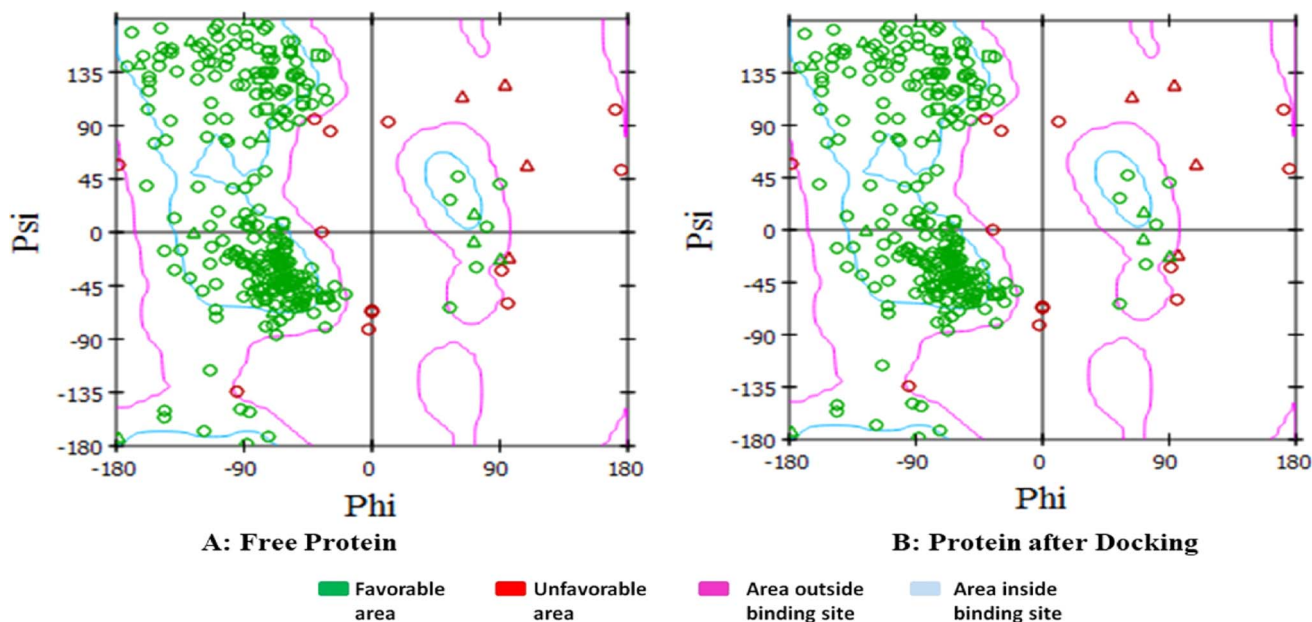 135
90
45
0
-45
-90
-135
-180
Psi
-180
-90
0
90
180
Phi
A: Free Protein
135
90
45
0
-45
-90
-135
-180
Psi
-180
-90
0
90
180
Phi
B: Protein after Docking
Favorable
area
Unfavorable
area
Area outside
binding site
Area inside
binding site